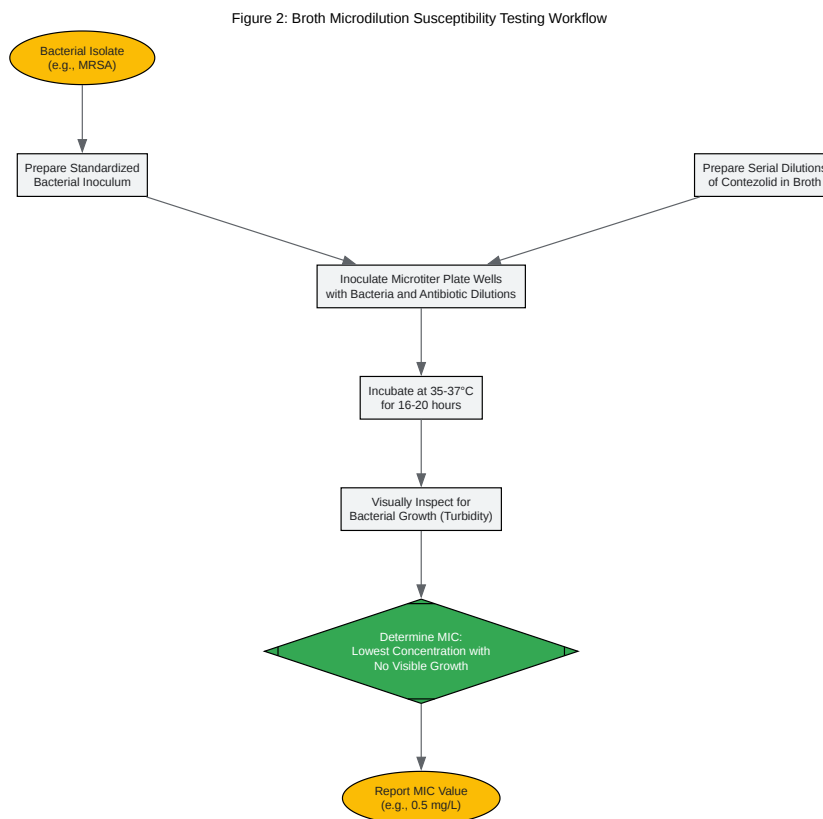 Figure 2: Broth Microdilution Susceptibility Testing Workflow
Bacterial Isolate
(e.g., MRSA)
Prepare Standardized
Bacterial Inoculum
Prepare Serial Dilutions
of Contezolid in Broth
Inoculate Microtiter Plate Wells
with Bacteria and Antibiotic Dilutions
Incubate at 35-37°C
for 16-20 hours
Visually Inspect for
Bacterial Growth (Turbidity)
Determine MIC:
Lowest Concentration with
No Visible Growth
Report MIC Value
(e.g., 0.5 mg/L)